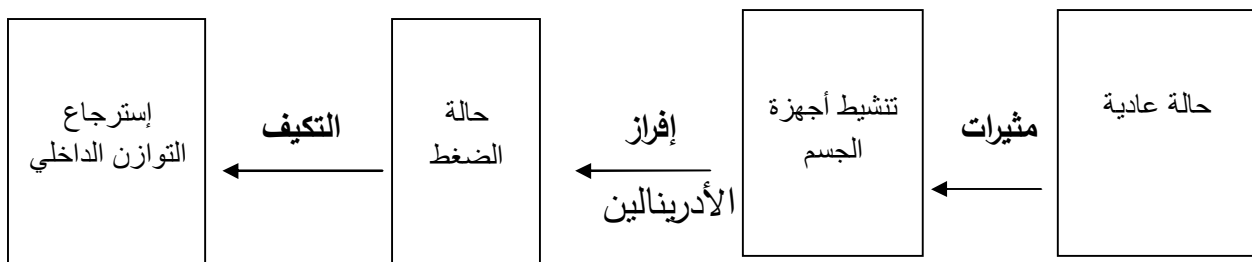 حالة عادية
مثيرات
تنشيط أجهزة
الجسم
إفراز
الأدرينالين
حالة
الضغط
التكيف
إسترجاع
التوازن الداخلي